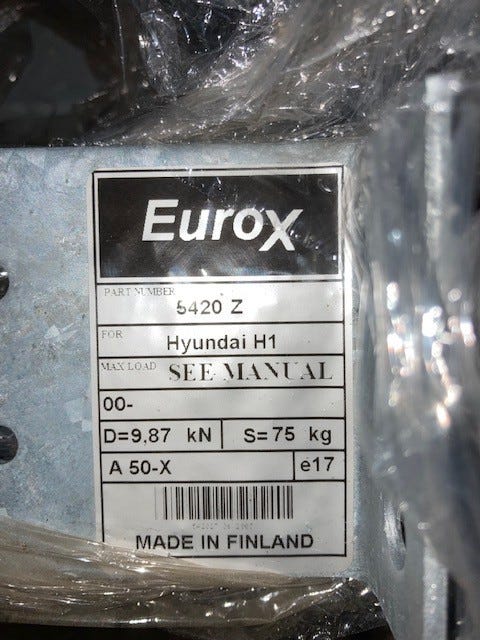 Eurox
PART NUMBER 5420 Z
FOR Hyundai H1
MAX LOAD SEE MANUAL
00-
D=9,87 kN S=75 kg
A 50-X e17
MADE IN FINLAND